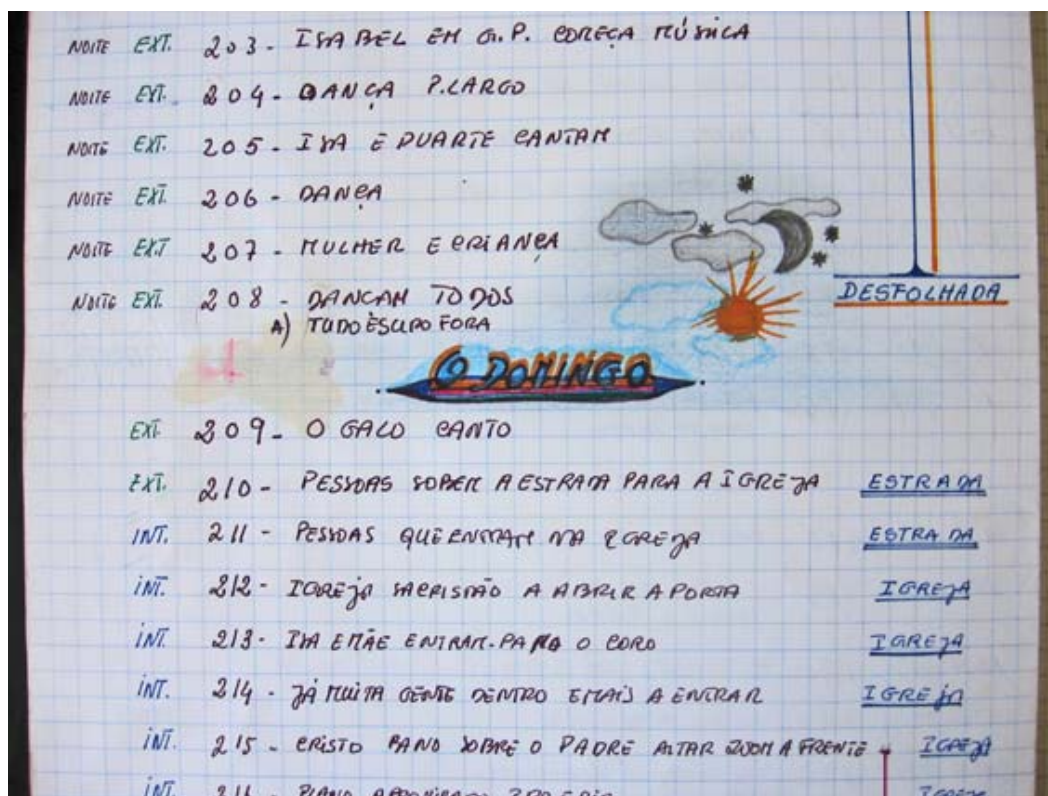 NOITE EXT. 203 - ISABEL EM G.P. COREÇA MÚSICA
NOITE EXT. 204 - DANÇA P.LARGO
NOITE EXT. 205 - ISA E DUARTE CANTAM
NOITE EXT. 206 - DANÇA
NOITE EXT. 207 - MULHER E CRIANÇA
NOITE EXT. 208 - DANCAM TODOS
DESFOLHADA
A) TUDO ESCURO FORA
O DOMINGO
EXT. 209 - O GALO CANTO
EXT. 210 - PESSOAS SOBEM A ESTRADA PARA A IGREJA ESTRADA
INT. 211 - PESSOAS QUE ENTRAM NA IGREJA ESTRADA
INT. 212 - IGREJA SACRISTÃO A ABRIR A PORTA IGREJA
INT. 213 - ISA E MÃE ENTRAM. PARA O CORO IGREJA
INT. 214 - JÁ MUITA GENTE DENTRO E MAIS A ENTRAR IGREJA
INT. 215 - CRISTO PANO SOBRE O PADRE ALTAR ZOOM A FRENTE IGREJA
INT. PLANO